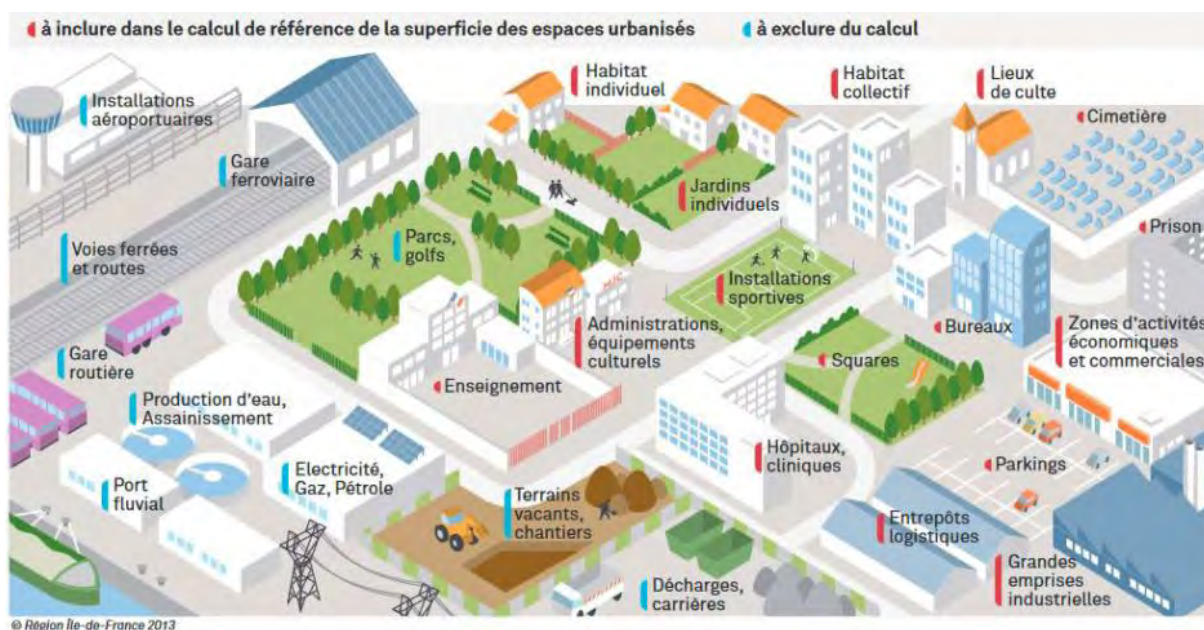 à inclure dans le calcul de référence de la superficie des espaces urbanisés
à exclure du calcul
Installations
aéroportuaires
Gare
ferroviaire
Voies ferrées
et routes
Gare
routière
Habitat
individuel
Habitat
collectif
Lieux
de culte
Cimetière
Jardins
individuels
Parcs,
golfs
Installations
sportives
Prison
MJC
Administrations,
équipements
culturels
Bureaux
Zones d'activités
économiques
et commerciales
Enseignement
Squares
Production d'eau,
Assainissement
Port
fluvial
Electricité,
Gaz, Pétrole
Terrains
vacants,
chantiers
Hôpitaux,
cliniques
Parkings
Entrepôts
logistiques
Décharges,
carrières
Grandes
emprises
industrielles
© Région Île-de-France 2013